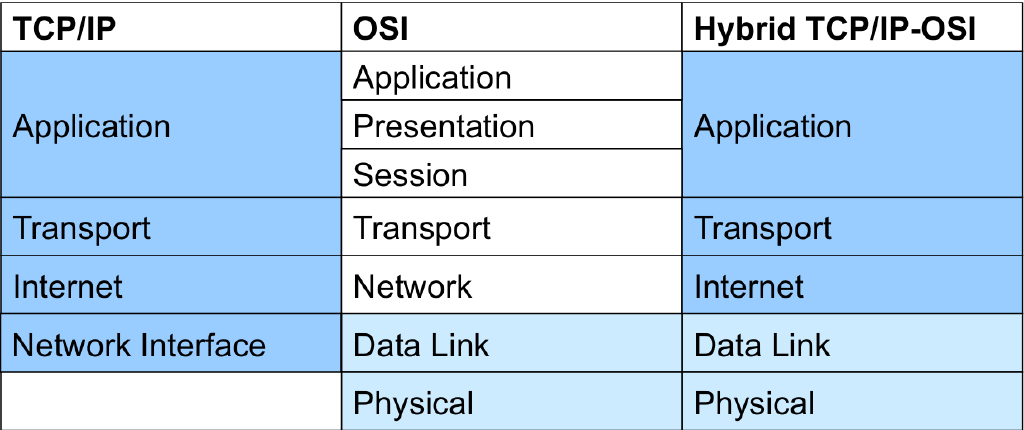 TCP/IP OSI Hybrid TCP/IP-OSI
Application Application Application
Presentation
Session
Transport Transport Transport
Internet Network Internet
Network Interface Data Link Data Link
Physical Physical